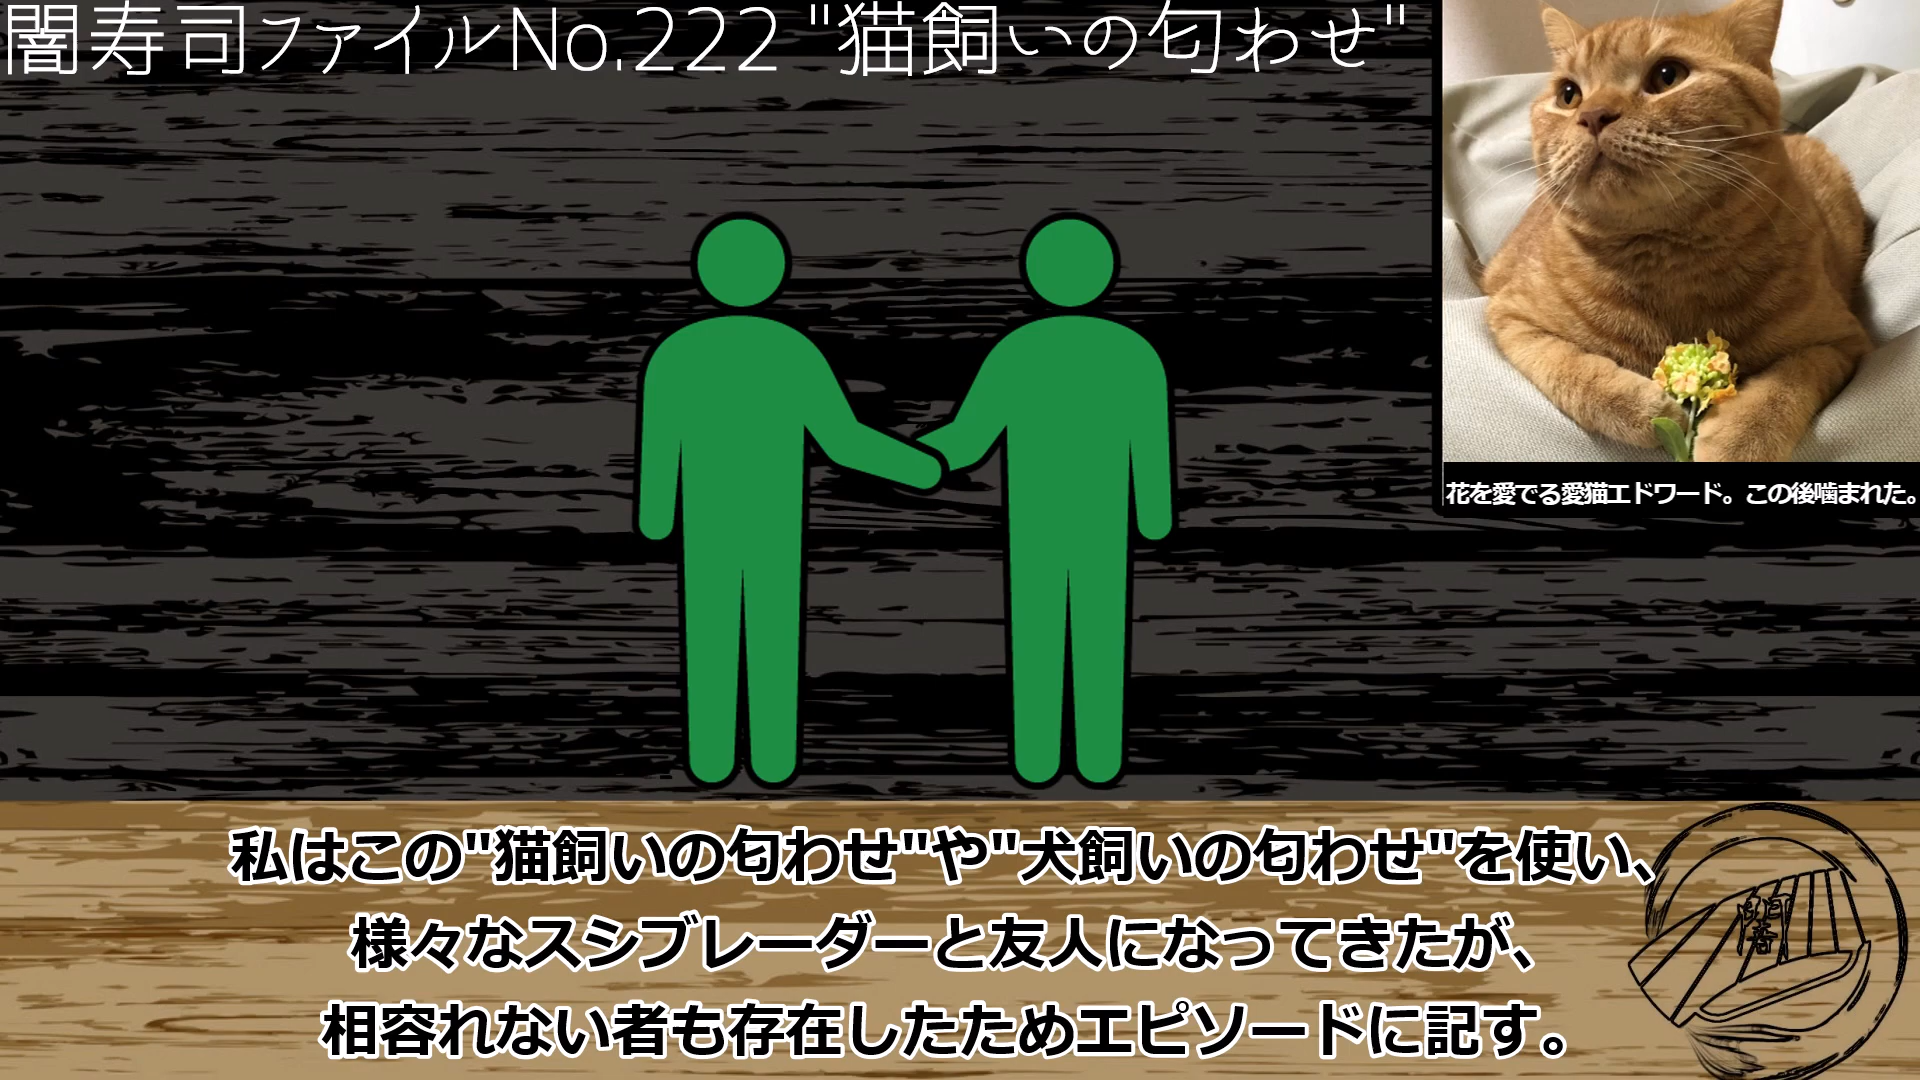 闇寿司ファイルNo.222 "猫飼いの匂わせ"
花を愛でる愛猫エドワード。この後噛まれた。
私はこの"猫飼いの匂わせ"や"犬飼いの匂わせ"を使い、
様々なスシブレーダーと友人になってきたが、
相容れない者も存在したためエピソードに記す。